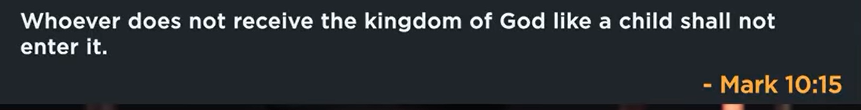 Whoever does not receive the kingdom of God like a child shall not
enter it.
- Mark 10:15